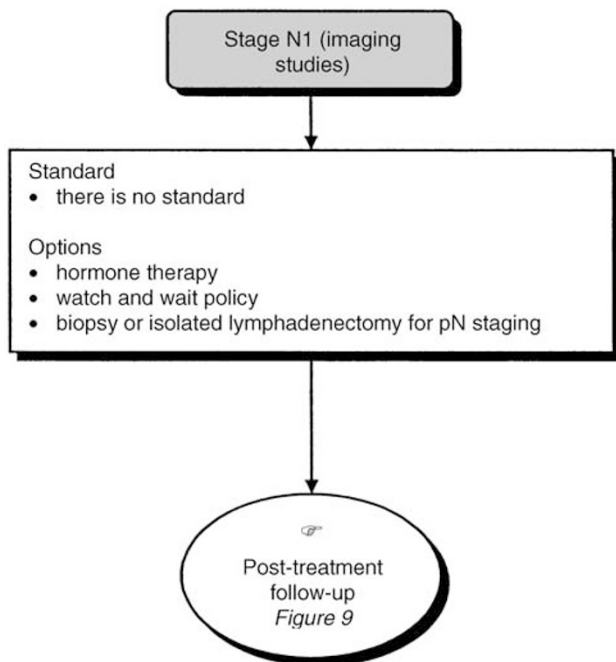 Stage N1 (imaging
studies)
Standard
• there is no standard
Options
• hormone therapy
• watch and wait policy
• biopsy or isolated lymphadenectomy for pN staging
☞
Post-treatment
follow-up
Figure 9